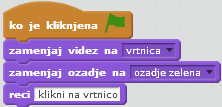 ko je kliknjena
zamenjaj videz na vrtnica
zamenjaj ozadje na ozadje zelena
reci klikni na vrtnico